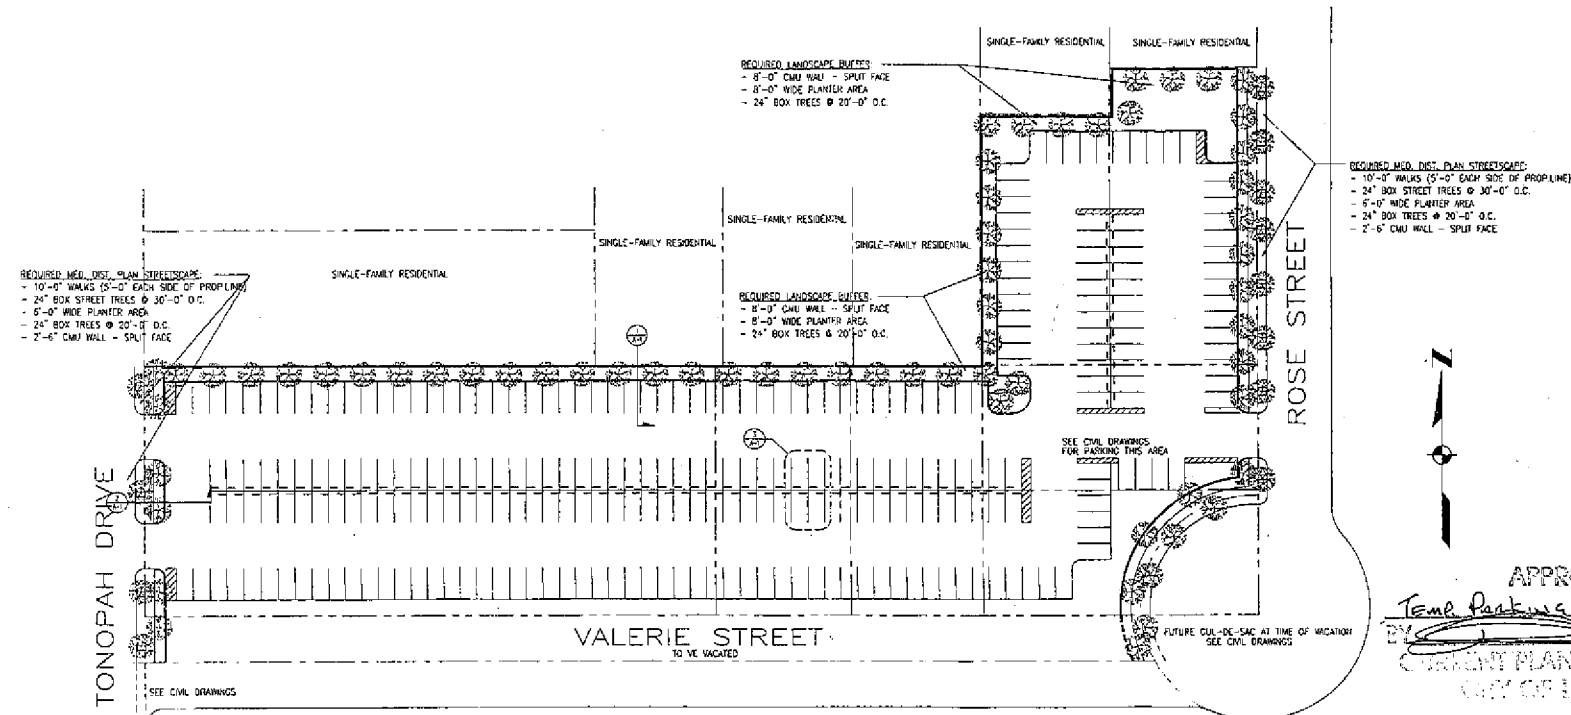 SINGLE-FAMILY RESIDENTIAL
SINGLE-FAMILY RESIDENTIAL
REQUIRED LANDSCAPE BUFFER:
- 8'-0" CMU WALL - SPLIT FACE
- 8'-0" WIDE PLANTER AREA
- 24" BOX TREES @ 20'-0" O.C.
REQUIRED MED. DIST. PLAN STREETSCAPE:
- 10'-0" WALKS (5'-0" EACH SIDE OF PROP.LINE)
- 24" BOX STREET TREES @ 30'-0" O.C.
- 6'-0" WIDE PLANTER AREA
- 24" BOX TREES @ 20'-0" O.C.
- 2'-6" CMU WALL - SPLIT FACE
SINGLE-FAMILY RESIDENTIAL
SINGLE-FAMILY RESIDENTIAL
SINGLE-FAMILY RESIDENTIAL
SINGLE-FAMILY RESIDENTIAL
REQUIRED MED. DIST. PLAN STREETSCAPE:
- 10'-0" WALKS (5'-0" EACH SIDE OF PROP.LINE)
- 24" BOX STREET TREES @ 30'-0" O.C.
- 6'-0" WIDE PLANTER AREA
- 24" BOX TREES @ 20'-0" O.C.
- 2'-6" CMU WALL - SPLIT FACE
REQUIRED LANDSCAPE BUFFER:
- 8'-0" CMU WALL - SPLIT FACE
- 8'-0" WIDE PLANTER AREA
- 24" BOX TREES @ 20'-0" O.C.
ROSE STREET
SEE CIVIL DRAWINGS
FOR PARKING THIS AREA
TONOPAH DRIVE
VALERIE STREET
TO VE VACATED
FUTURE CUL-DE-SAC AT TIME OF VACATION
SEE CIVIL DRAWINGS
SEE CIVIL DRAWINGS
N
APPRO
Temp Parking
BY
CURRENT PLAN
CITY OF L